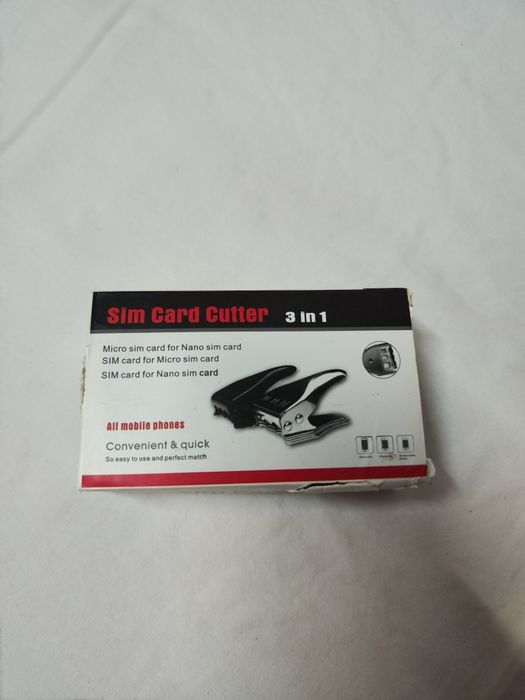 Sim Card Cutter 3 in 1
Micro sim card for Nano sim card
SIM card for Micro sim card
SIM card for Nano sim card
All mobile phones
Convenient & quick
So easy to use and perfect match